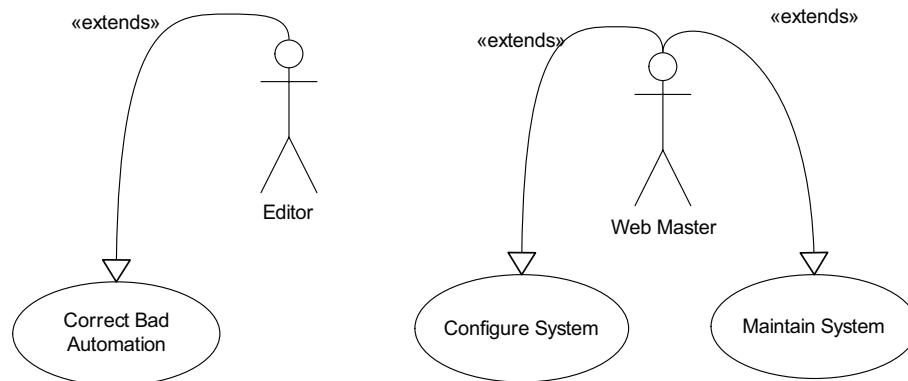 «extends»
«extends»
«extends»
Editor
Web Master
Correct Bad
Automation
Configure System
Maintain System